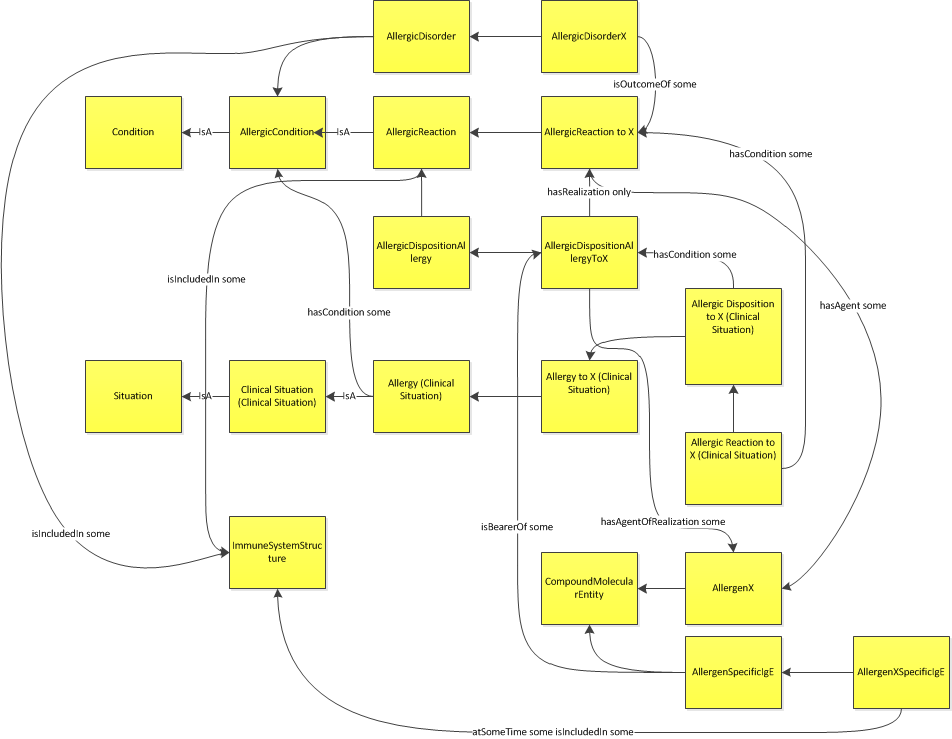 AllergicDisorder
AllergicDisorderX
isOutcomeOf some
Condition
IsA
AllergicCondition
IsA
AllergicReaction
AllergicReaction to X
hasCondition some
hasRealization only
AllergicDispositionAl
lergy
AllergicDispositionAl
lergyToX
hasCondition some
isIncludedIn some
hasCondition some
Allergic Disposition
to X (Clinical
Situation)
hasAgent some
Situation
IsA
Clinical Situation
(Clinical Situation)
IsA
Allergy (Clinical
Situation)
Allergy to X (Clinical
Situation)
Allergic Reaction to
X (Clinical Situation)
isIncludedIn some
ImmuneSystemStruc
ture
isBearerOf some
hasAgentOfRealization some
CompoundMolecula
rEntity
AllergenX
AllergenSpecificIgE
AllergenXSpecificIgE
atSomeTime some isIncludedIn some